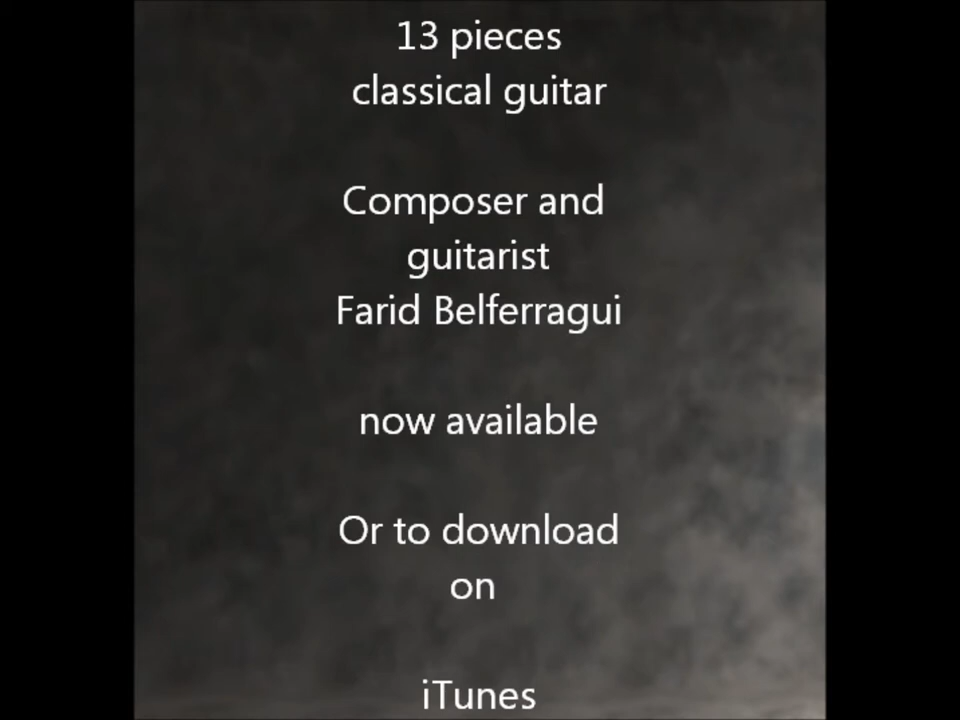 13 pieces
classical guitar
Composer and
guitarist
Farid Belferragui
now available
Or to download
on
iTunes